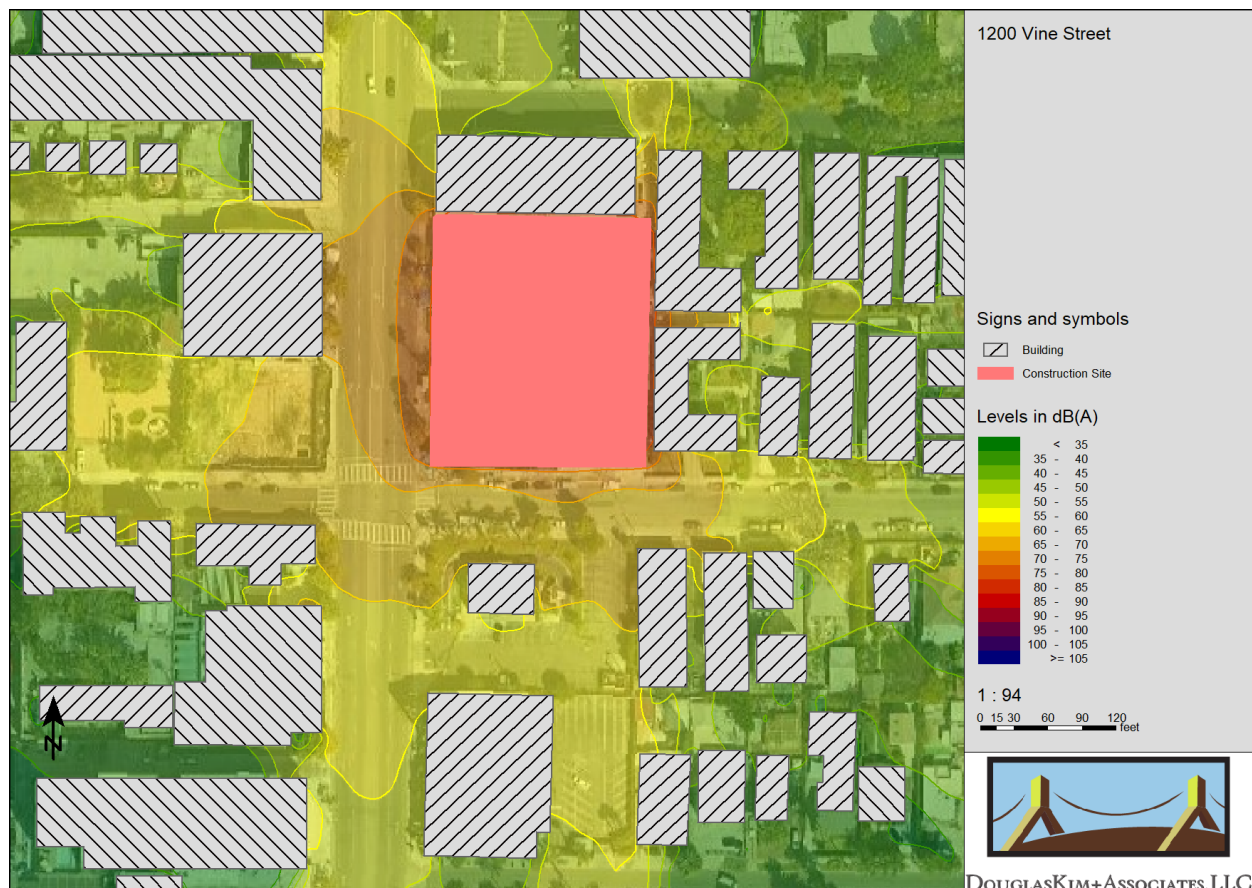 1200 Vine Street
Signs and symbols
Building
Construction Site
Levels in dB(A)
< 35
35 - 40
40 - 45
45 - 50
50 - 55
55 - 60
60 - 65
65 - 70
70 - 75
75 - 80
80 - 85
85 - 90
90 - 95
95 - 100
100 - 105
>= 105
1 : 94
0 15 30 60 90 120
feet
N
DOUGLASKIM+ASSOCIATES LLC